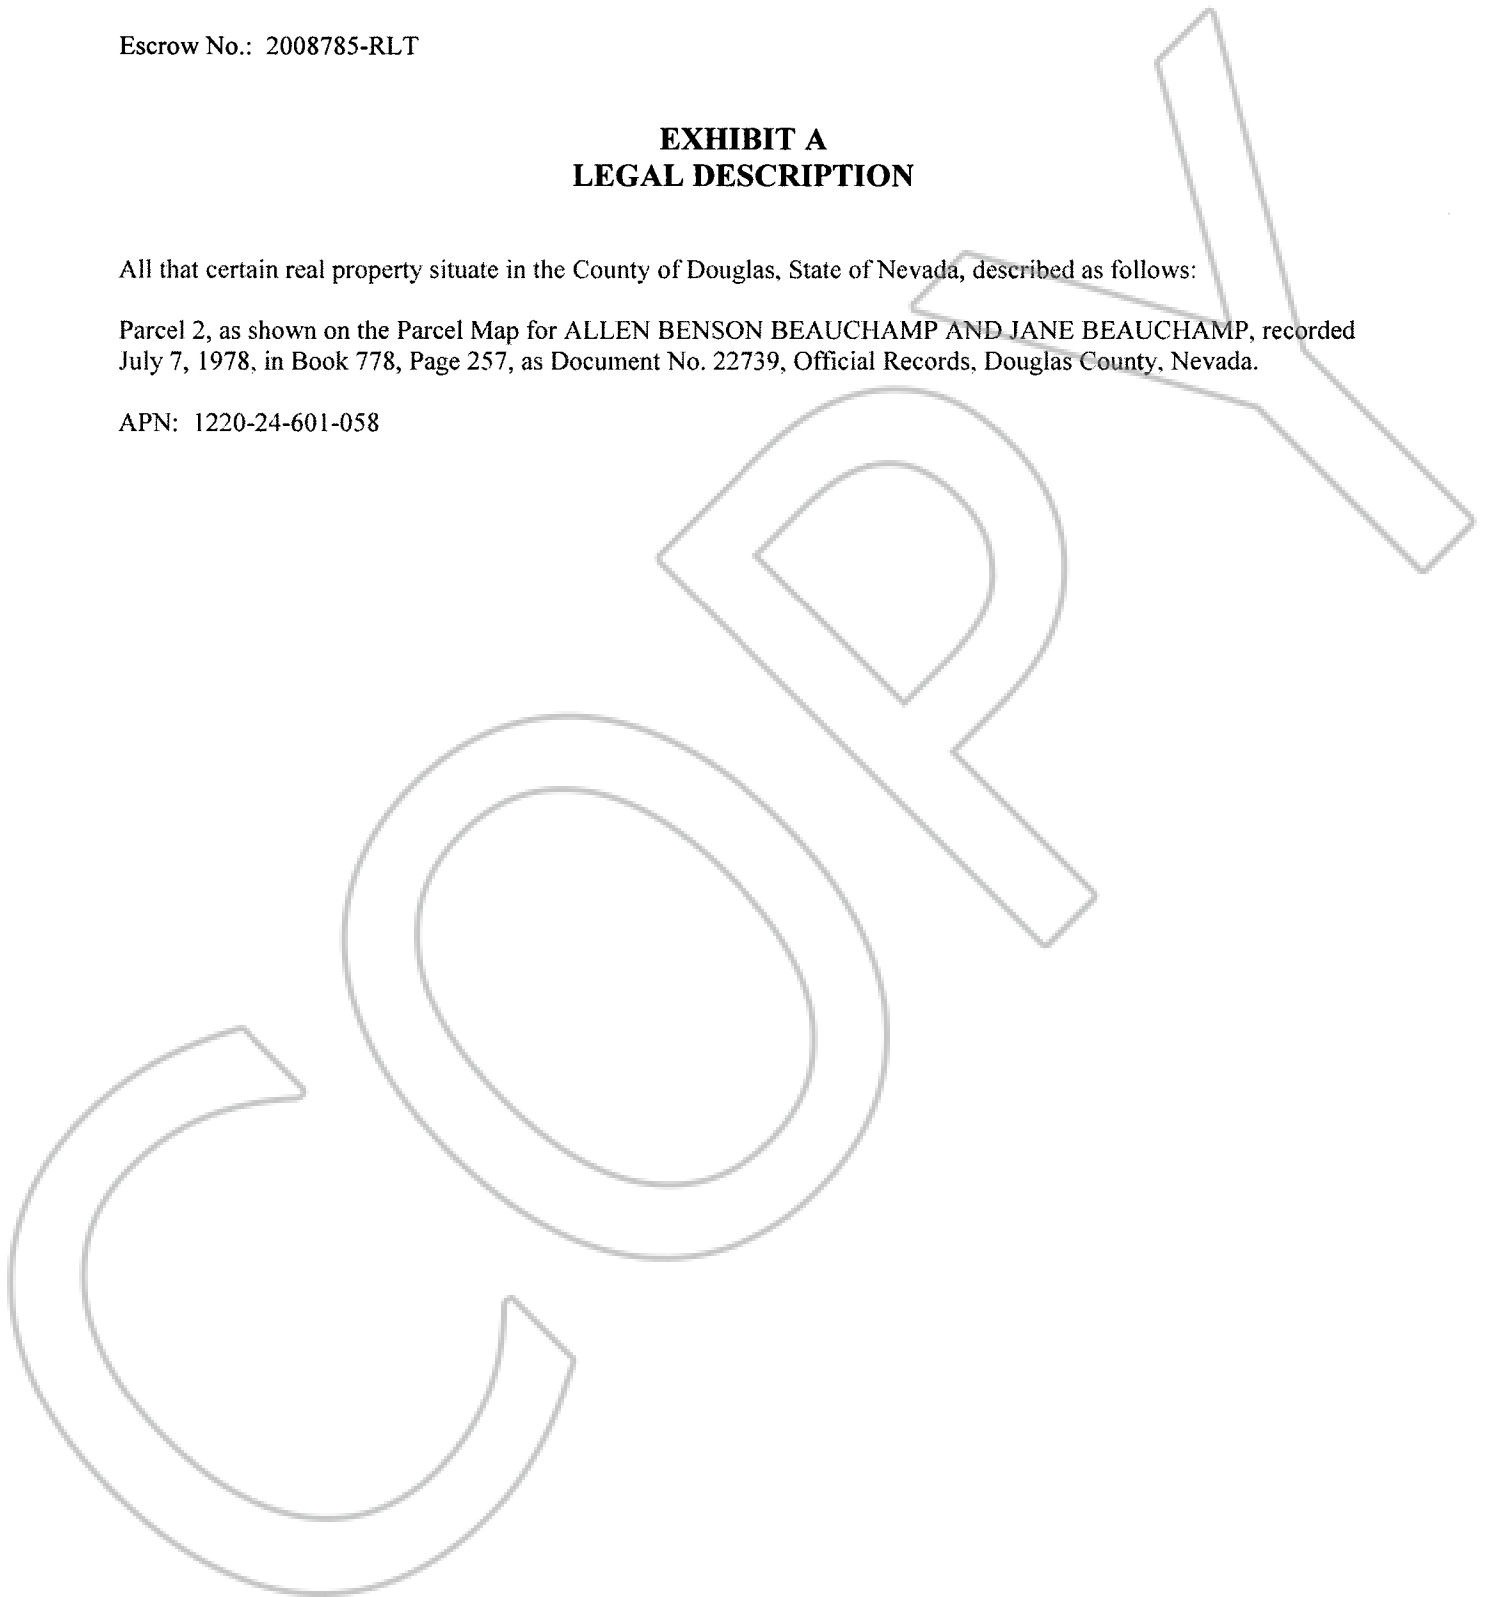 Escrow No.: 2008785-RLT
EXHIBIT A
LEGAL DESCRIPTION
All that certain real property situate in the County of Douglas, State of Nevada, described as follows:
Parcel 2, as shown on the Parcel Map for ALLEN BENSON BEAUCHAMP AND JANE BEAUCHAMP, recorded
July 7, 1978, in Book 778, Page 257, as Document No. 22739, Official Records, Douglas County, Nevada.
APN: 1220-24-601-058
COPY